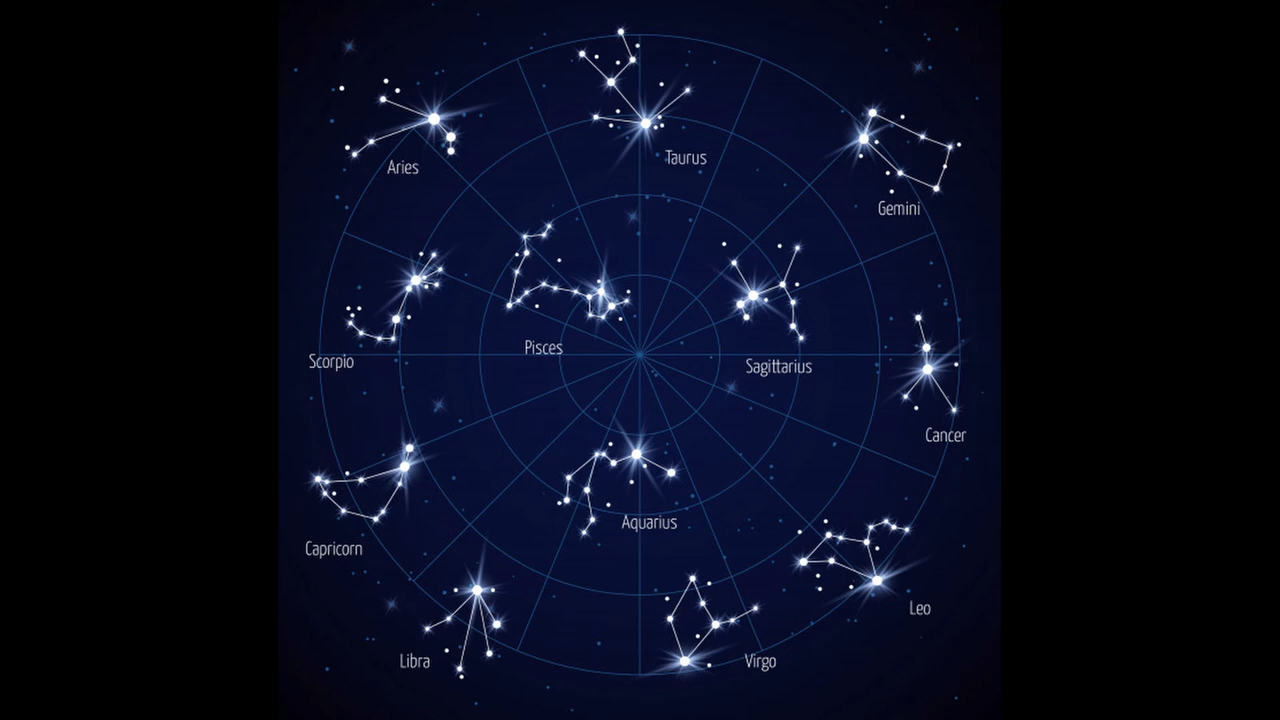 Taurus
Aries
Gemini
Pisces
Scorpio
Sagittarius
Cancer
Aquarius
Capricorn
Leo
Libra
Virgo